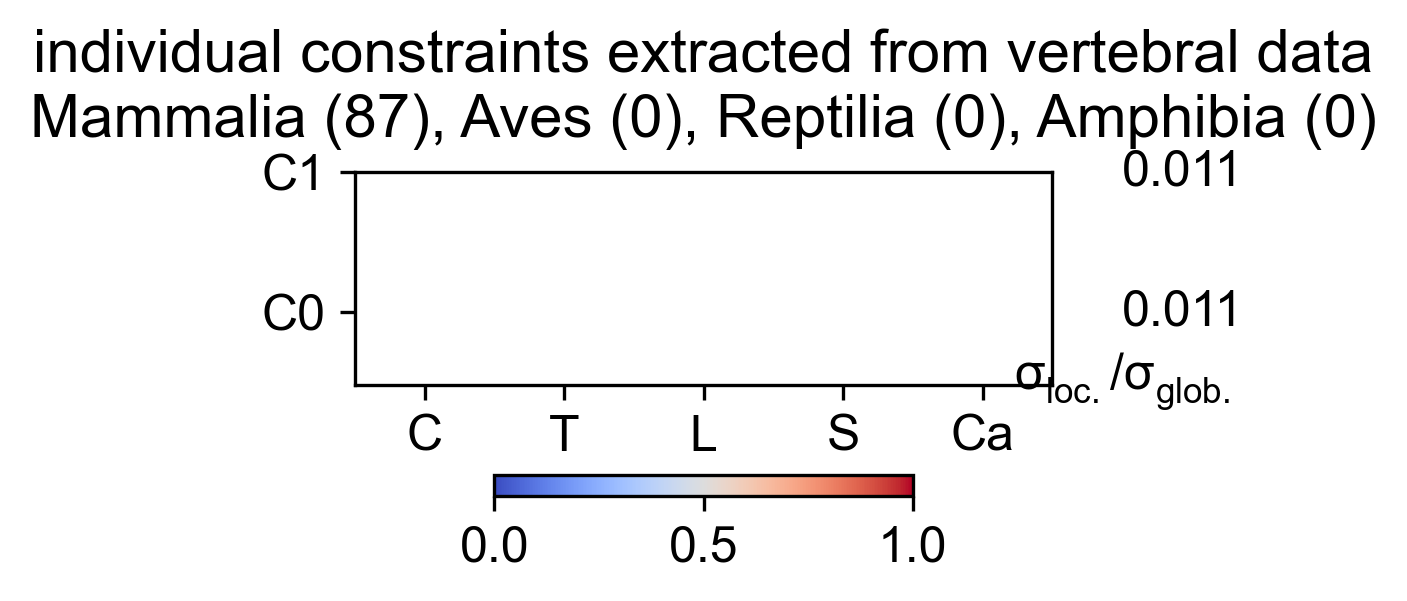 individual constraints extracted from vertebral data
Mammalia (87), Aves (0), Reptilia (0), Amphibia (0)
C1 0.011
C0 0.011
σloc. /σglob.
C T L S Ca
0.0 0.5 1.0